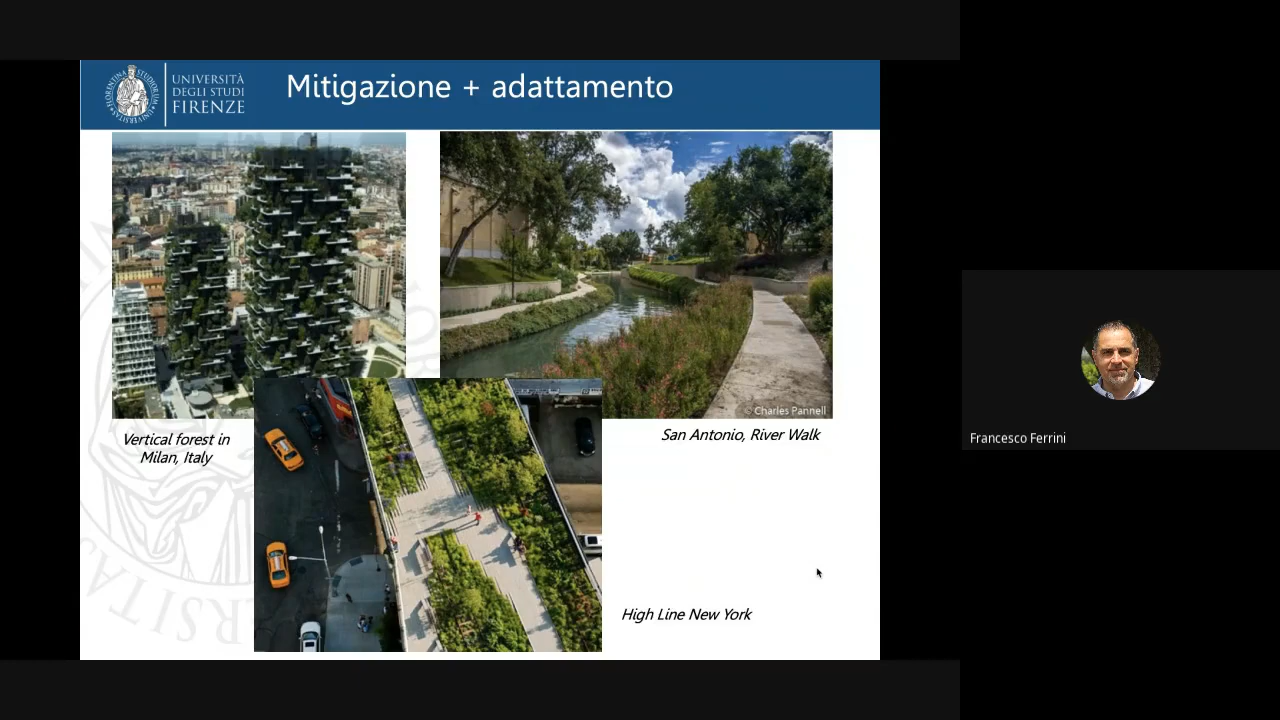 UNIVERSITÀ
DEGLI STUDI
FIRENZE
Mitigazione + adattamento
© Charles Pannell
Vertical forest in
Milan, Italy
San Antonio, River Walk
High Line New York
Francesco Ferrini